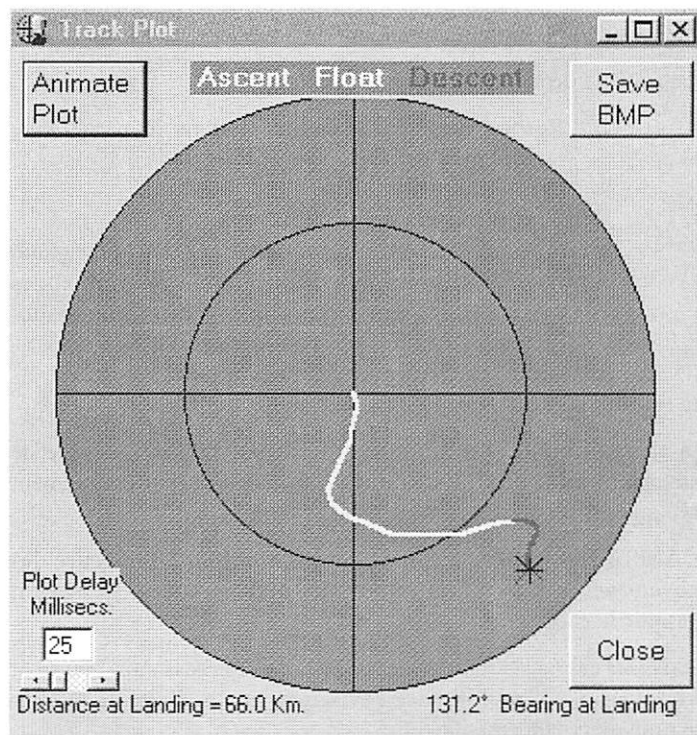 Track Plot
Animate
Plot
Ascent Float Descent
Save
BMP
Plot Delay
Millisecs.
25
Close
Distance at Landing = 66.0 Km.
131.2° Bearing at Landing